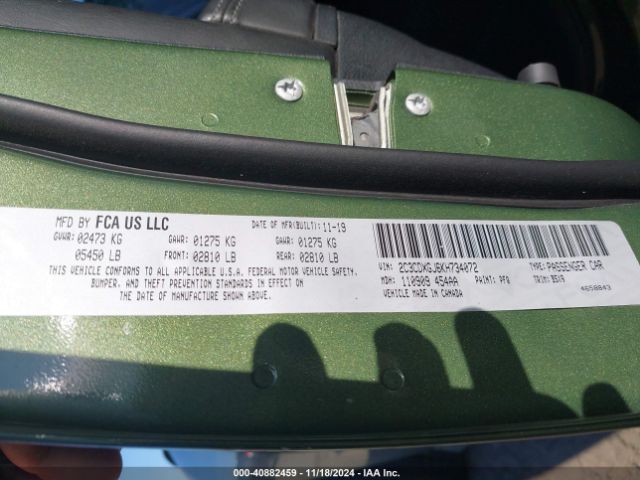 MFD BY FCA US LLC
DATE OF MFR(BUILT): 11-19
GVWR: 02473 KG GAWR: 01275 KG GAWR: 01275 KG
05450 LB FRONT: 02810 LB REAR: 02810 LB
THIS VEHICLE CONFORMS TO ALL APPLICABLE U.S.A. FEDERAL MOTOR VEHICLE SAFETY,
BUMPER, AND THEFT PREVENTION STANDARDS IN EFFECT ON
THE DATE OF MANUFACTURE SHOWN ABOVE.
VIN: 2C3CDXGJ6KH734072 TYPE: PASSENGER CAR
MDH: 110909 454AA PAINT: PFQ TRIM: B5X9
VEHICLE MADE IN CANADA 4658843
000-40882459 - 11/18/2024 - IAA Inc.